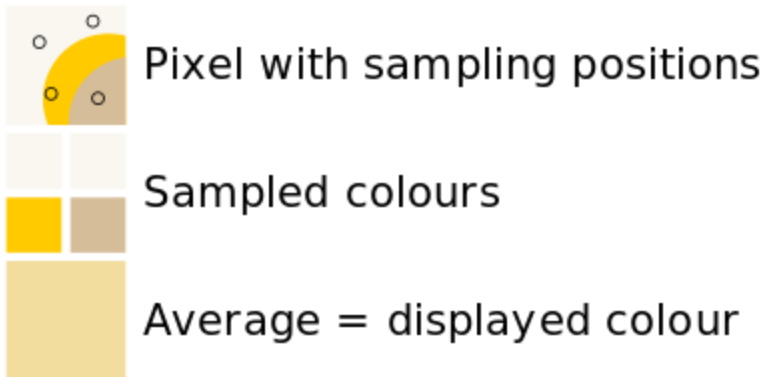 Pixel with sampling positions
Sampled colours
Average = displayed colour